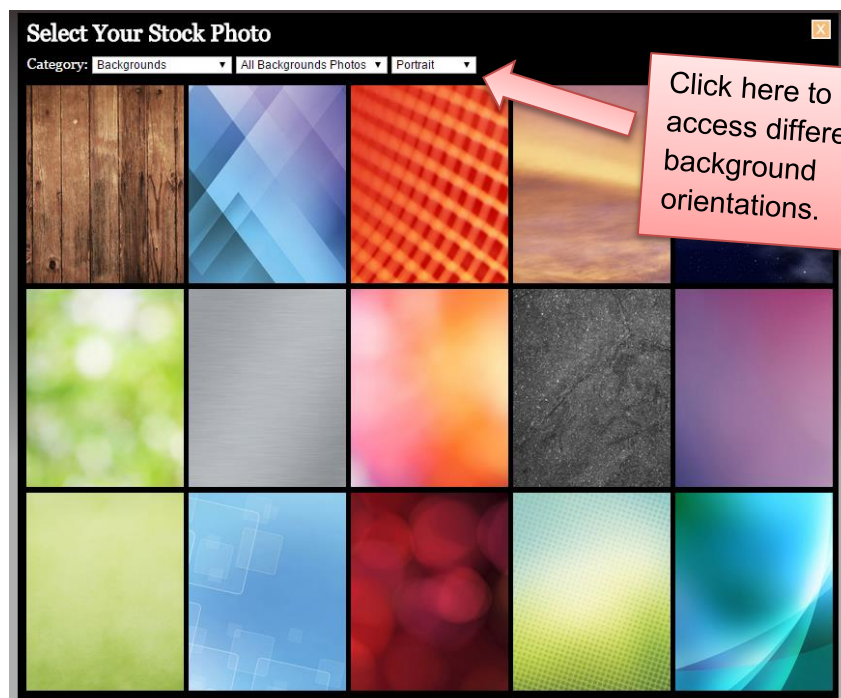 Select Your Stock Photo
X
Category: Backgrounds All Backgrounds Photos Portrait
Click here to
access differe
background
orientations.